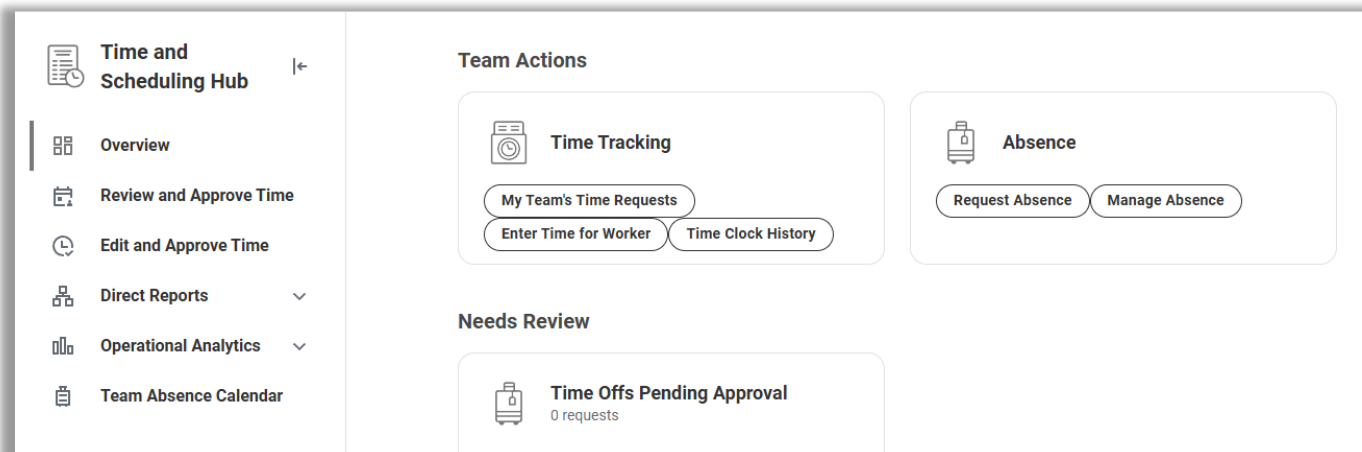 Time and
Scheduling Hub
Overview
Review and Approve Time
Edit and Approve Time
Direct Reports
Operational Analytics
Team Absence Calendar
Team Actions
Time Tracking
My Team's Time Requests
Enter Time for Worker
Time Clock History
Absence
Request Absence
Manage Absence
Needs Review
Time Offs Pending Approval
0 requests